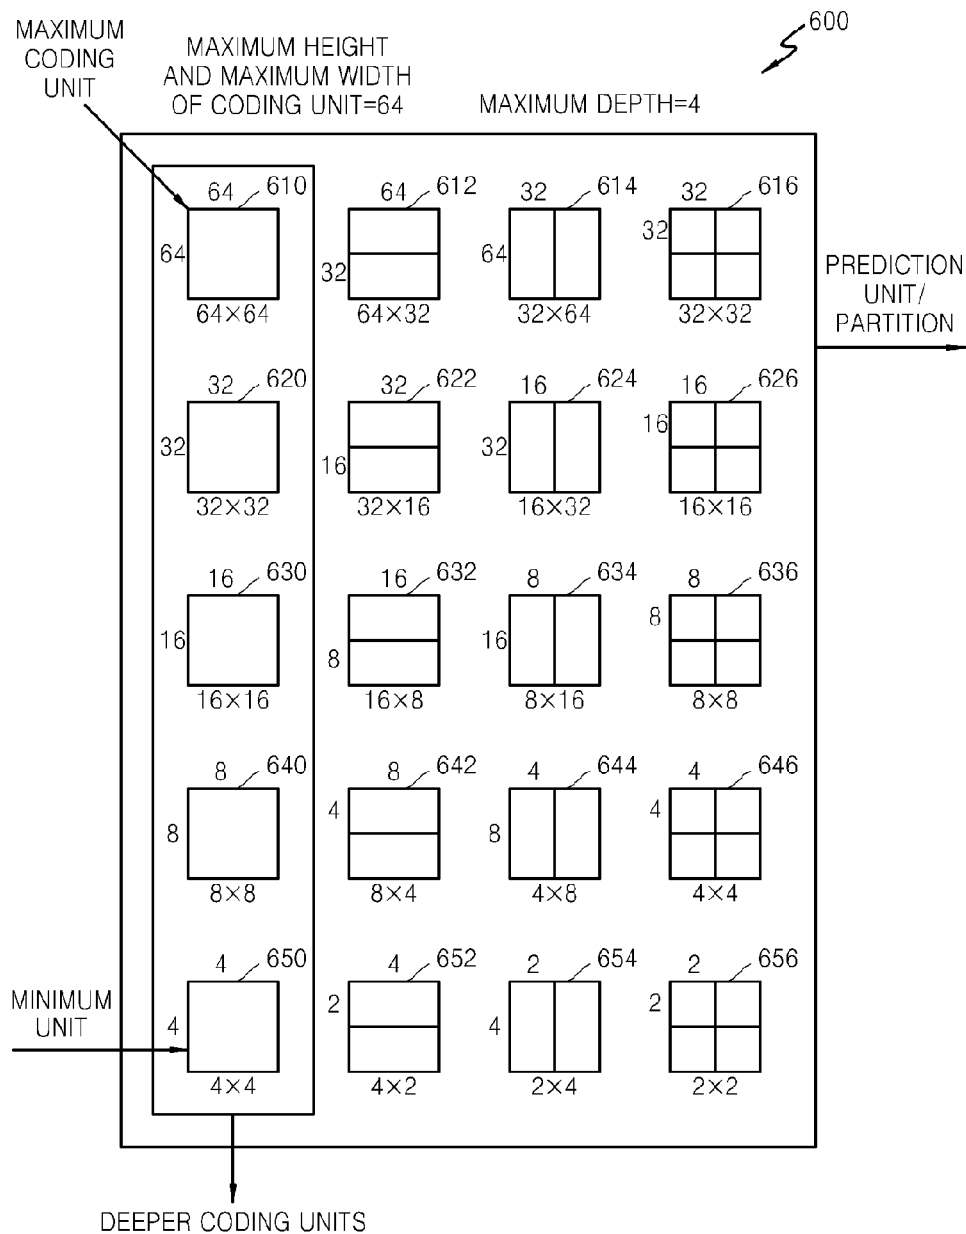 600
MAXIMUM
CODING
UNIT
MAXIMUM HEIGHT
AND MAXIMUM WIDTH
OF CODING UNIT=64
MAXIMUM DEPTH=4
64 610 64 612 32 614 32 616
64 32 64 32
64×64 64×32 32×64 32×32
PREDICTION
UNIT/
PARTITION
32 620 32 622 16 624 16 626
32 16 32 16
32×32 32×16 16×32 16×16
16 630 16 632 8 634 8 636
16 8 16 8
16×16 16×8 8×16 8×8
8 640 8 642 4 644 4 646
8 4 8 4
8×8 8×4 4×8 4×4
4 650 4 652 2 654 2 656
MINIMUM
UNIT
4 2 4 2
4×4 4×2 2×4 2×2
DEEPER CODING UNITS